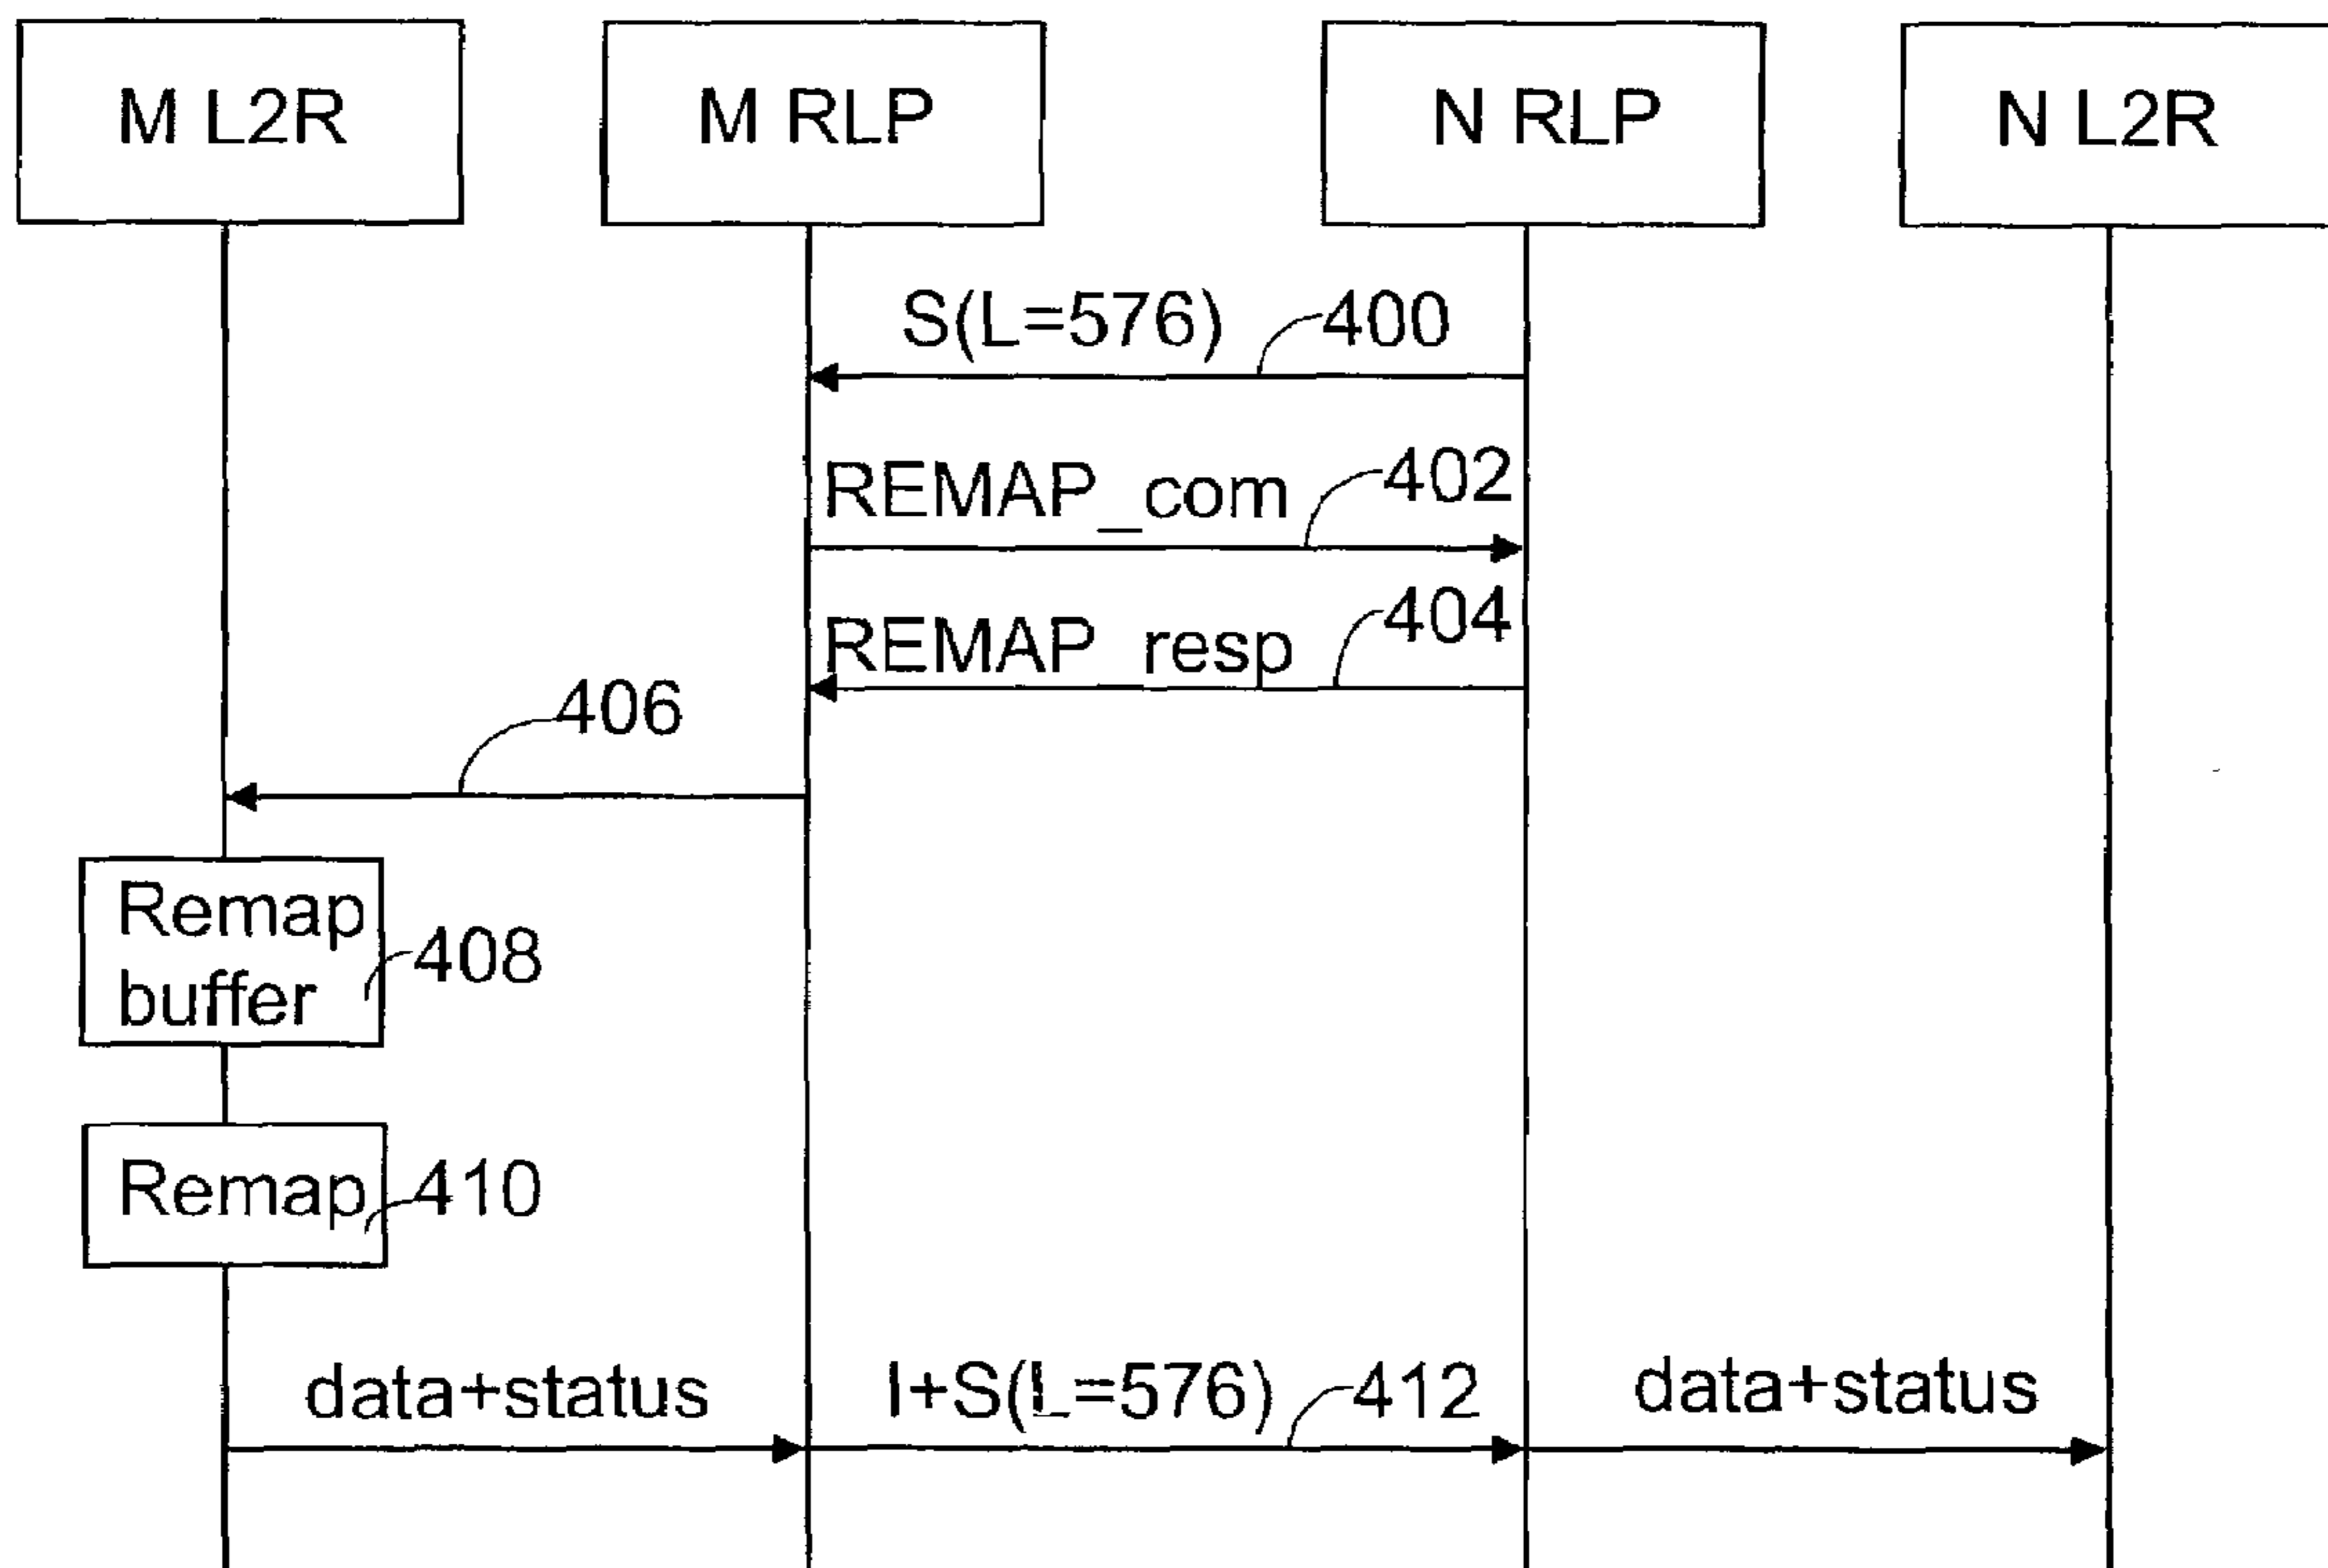 M L2R
M RLP
N RLP
N L2R
S(L=576)
400
REMAP_com
402
REMAP_resp
404
406
Remap
buffer
408
Remap
410
data+status
I+S(L=576)
412
data+status